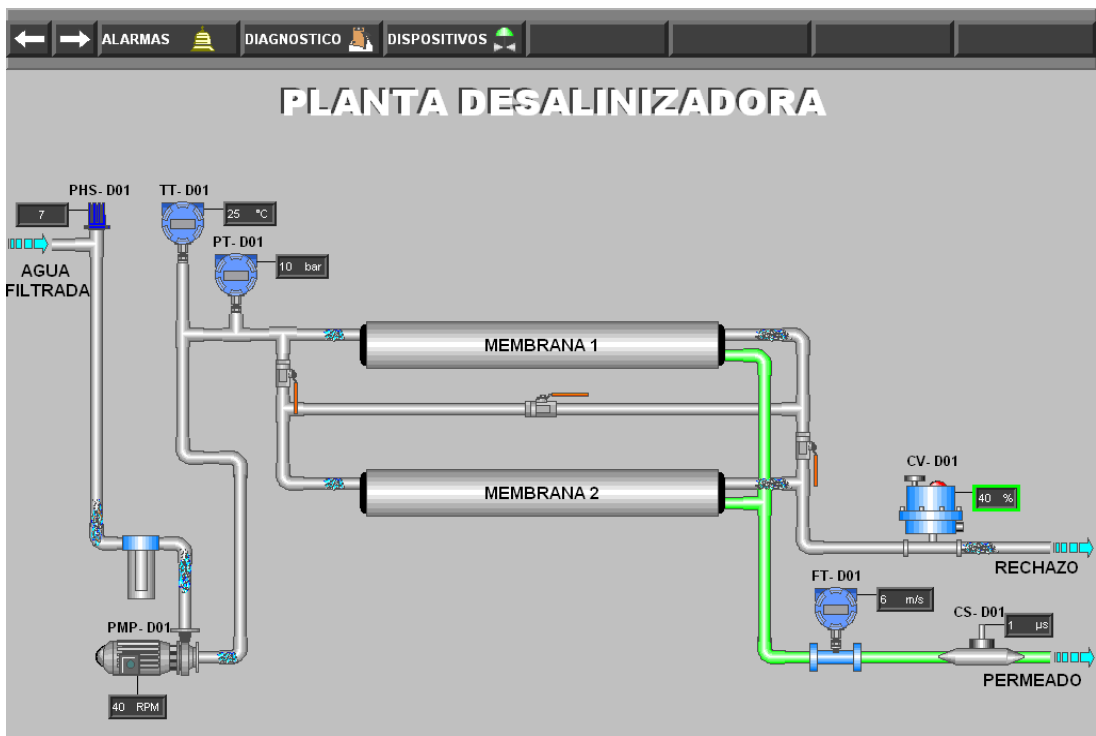 ALARMAS
DIAGNOSTICO
DISPOSITIVOS
PLANTA DESALINIZADORA
PHS- D01
TT- D01
7
25 °C
PT- D01
10 bar
AGUA
FILTRADA
MEMBRANA 1
MEMBRANA 2
CV- D01
40 %
RECHAZO
FT- D01
6 m/s
CS- D01
1 µs
PERMEADO
PMP- D01
40 RPM